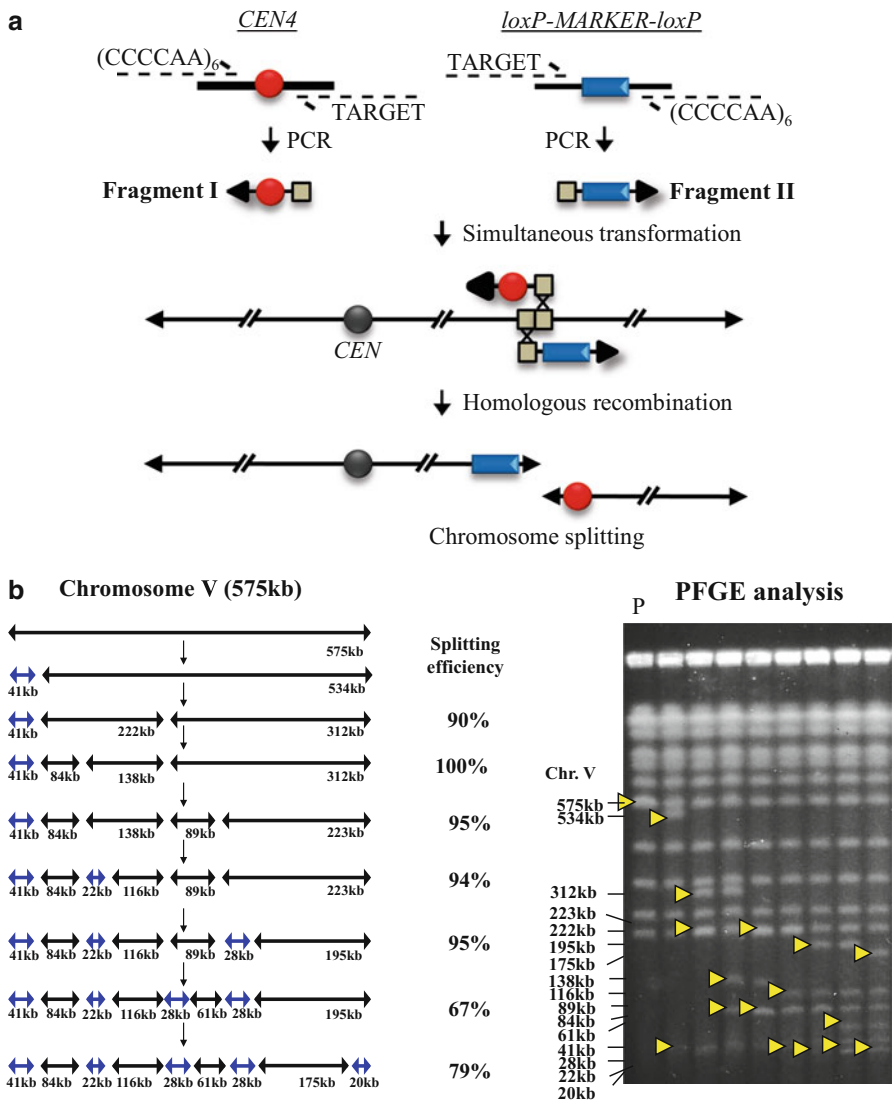 a
CEN4
loxP-MARKER-loxP
(CCCCAA)6
TARGET
TARGET
(CCCCAA)6
PCR
PCR
Fragment I
Fragment II
Simultaneous transformation
CEN
Homologous recombination
Chromosome splitting
b
Chromosome V (575kb)
Splitting efficiency
575kb
41kb 534kb
41kb 222kb 312kb 90%
41kb 84kb 138kb 312kb 100%
41kb 84kb 138kb 89kb 223kb 95%
41kb 84kb 22kb 116kb 89kb 223kb 94%
41kb 84kb 22kb 116kb 89kb 28kb 195kb 95%
41kb 84kb 22kb 116kb 28kb 61kb 28kb 195kb 67%
41kb 84kb 22kb 116kb 28kb 61kb 28kb 175kb 20kb 79%
PFGE analysis
P
Chr. V
575kb
534kb
312kb
223kb
222kb
195kb
175kb
138kb
116kb
89kb
84kb
61kb
41kb
28kb
22kb
20kb